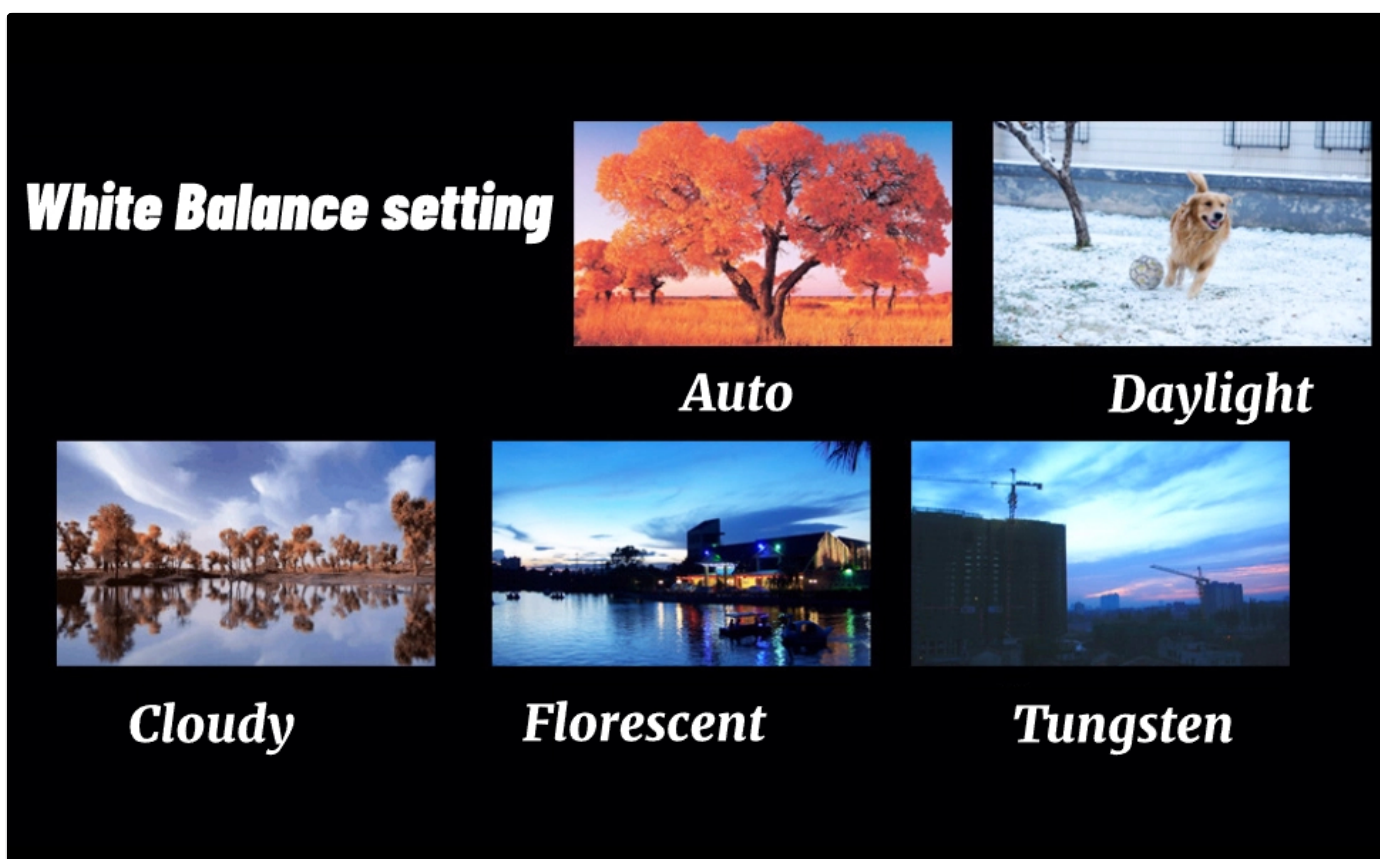 White Balance setting
Auto
Daylight
Cloudy
Florescent
Tungsten